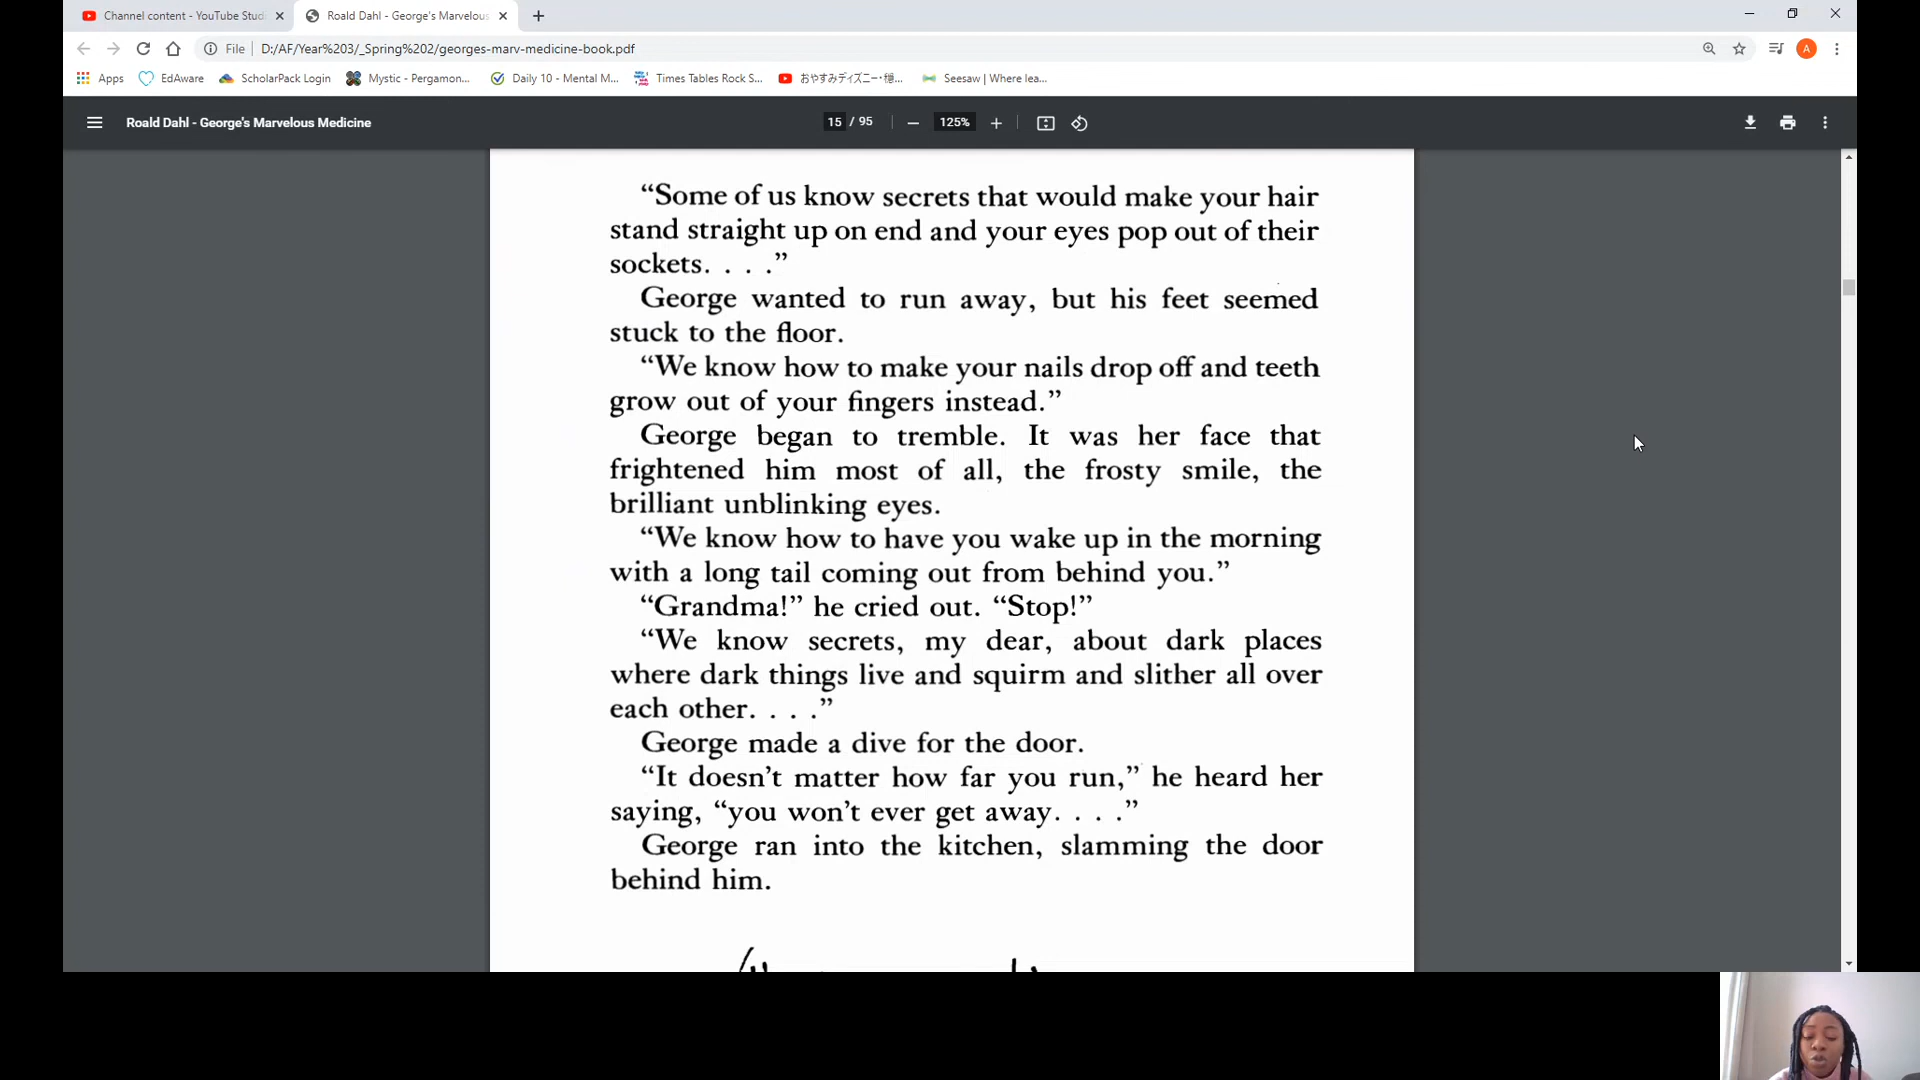 Channel content - YouTube Stud
Roald Dahl - George's Marvelous
File
D:/AF/Year%203/_Spring%202/georges-marv-medicine-book.pdf
A
Apps
EdAware
ScholarPack Login
Mystic - Pergamon...
Daily 10 - Mental M...
Times Tables Rock S...
おやすみディズニー・極...
Seesaw | Where lea...
Roald Dahl - George's Marvelous Medicine
15 / 95
125%
“Some of us know secrets that would make your hair
stand straight up on end and your eyes pop out of their
sockets. . . .”
George wanted to run away, but his feet seemed
stuck to the floor.
“We know how to make your nails drop off and teeth
grow out of your fingers instead.”
George began to tremble. It was her face that
frightened him most of all, the frosty smile, the
brilliant unblinking eyes.
“We know how to have you wake up in the morning
with a long tail coming out from behind you.”
“Grandma!” he cried out. “Stop!”
“We know secrets, my dear, about dark places
where dark things live and squirm and slither all over
each other. . . .”
George made a dive for the door.
“It doesn't matter how far you run,” he heard her
saying, “you won't ever get away. . . .”
George ran into the kitchen, slamming the door
behind him.